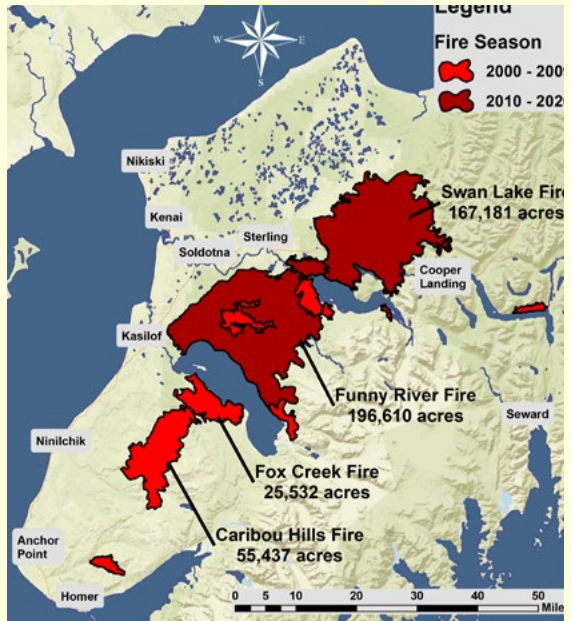 Legend
Fire Season
2000 - 2009
2010 - 202
N
W E
S
Nikiski
Kenai
Sterling
Soldotna
Swan Lake Fire
167,181 acres
Cooper
Landing
Kasilof
Funny River Fire
196,610 acres
Seward
Ninilchik
Fox Creek Fire
25,532 acres
Caribou Hills Fire
55,437 acres
Anchor
Point
Homer
0 5 10 20 30 40 50
Mile